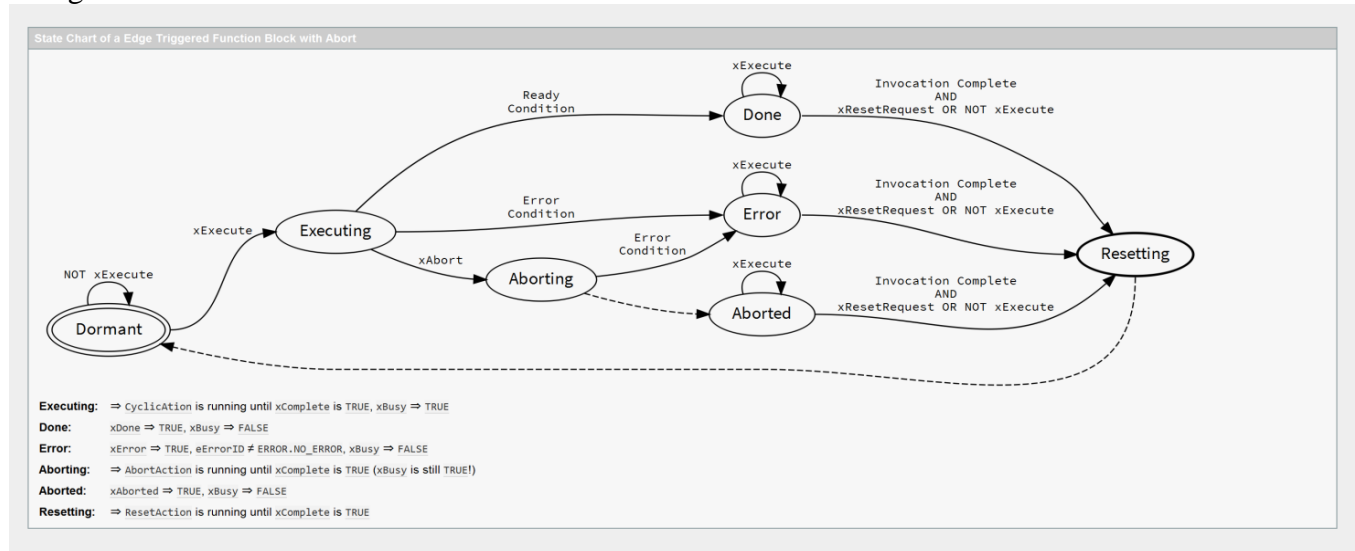 State Chart of a Edge Triggered Function Block with Abort
xExecute
Invocation Complete
AND
xResetRequest OR NOT xExecute
Ready
Condition
Done
xExecute
Invocation Complete
AND
xResetRequest OR NOT xExecute
Error
Condition
Error
xExecute
Executing
Error
Condition
Resetting
xAbort
xExecute
NOT xExecute
Aborting
Invocation Complete
AND
xResetRequest OR NOT xExecute
Aborted
Dormant
Executing: ⇒ CyclicAtion is running until xComplete is TRUE, xBusy ⇒ TRUE
Done: xDone ⇒ TRUE, xBusy ⇒ FALSE
Error: xError ⇒ TRUE, eErrorID ≠ ERROR.NO_ERROR, xBusy ⇒ FALSE
Aborting: ⇒ AbortAction is running until xComplete is TRUE (xBusy is still TRUE!)
Aborted: xAborted ⇒ TRUE, xBusy ⇒ FALSE
Resetting: ⇒ ResetAction is running until xComplete is TRUE